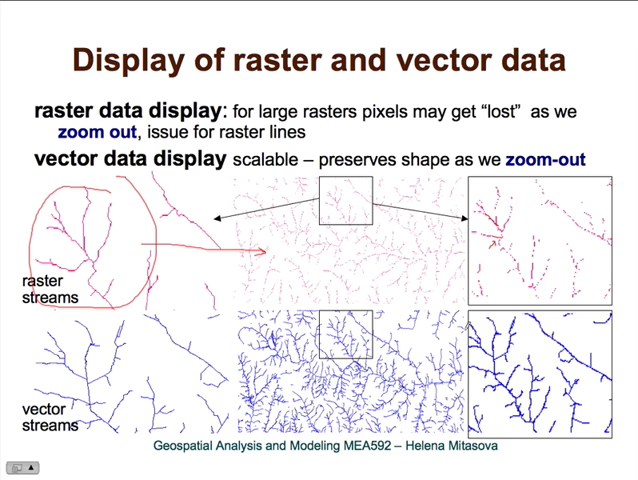 Display of raster and vector data
raster data display: for large rasters pixels may get “lost” as we
zoom out, issue for raster lines
vector data display scalable – preserves shape as we zoom-out
raster
streams
vector
streams
Geospatial Analysis and Modeling MEA592 – Helena Mitasova